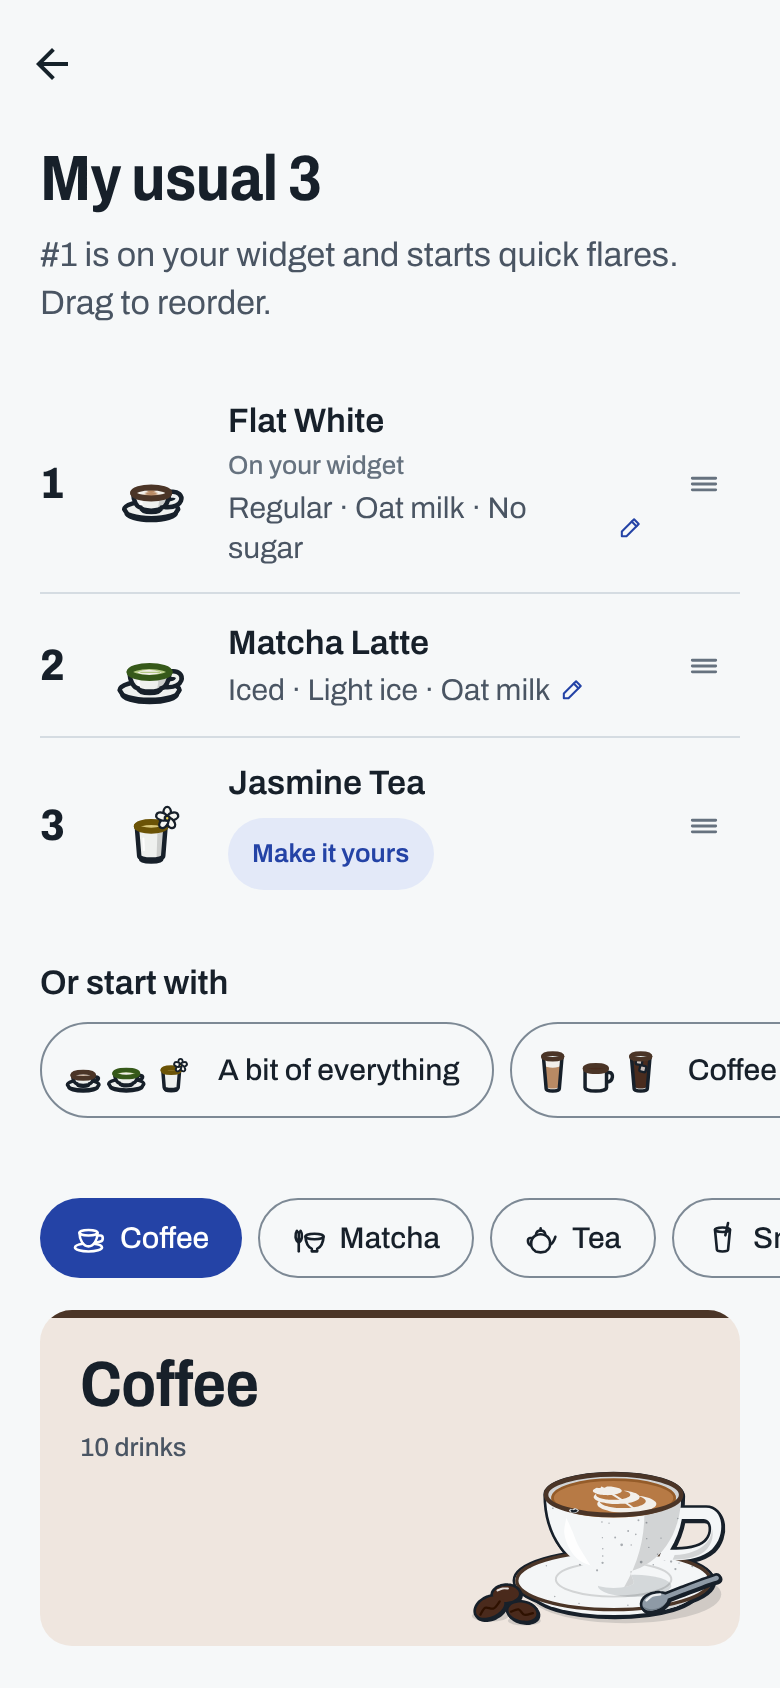 My usual 3
#1 is on your widget and starts quick flares.
Drag to reorder.
1
Flat White
On your widget
Regular · Oat milk · No
sugar
2
Matcha Latte
Iced · Light ice · Oat milk
3
Jasmine Tea
Make it yours
Or start with
A bit of everything
Coffee
Coffee
Matcha
Tea
Coffee
10 drinks